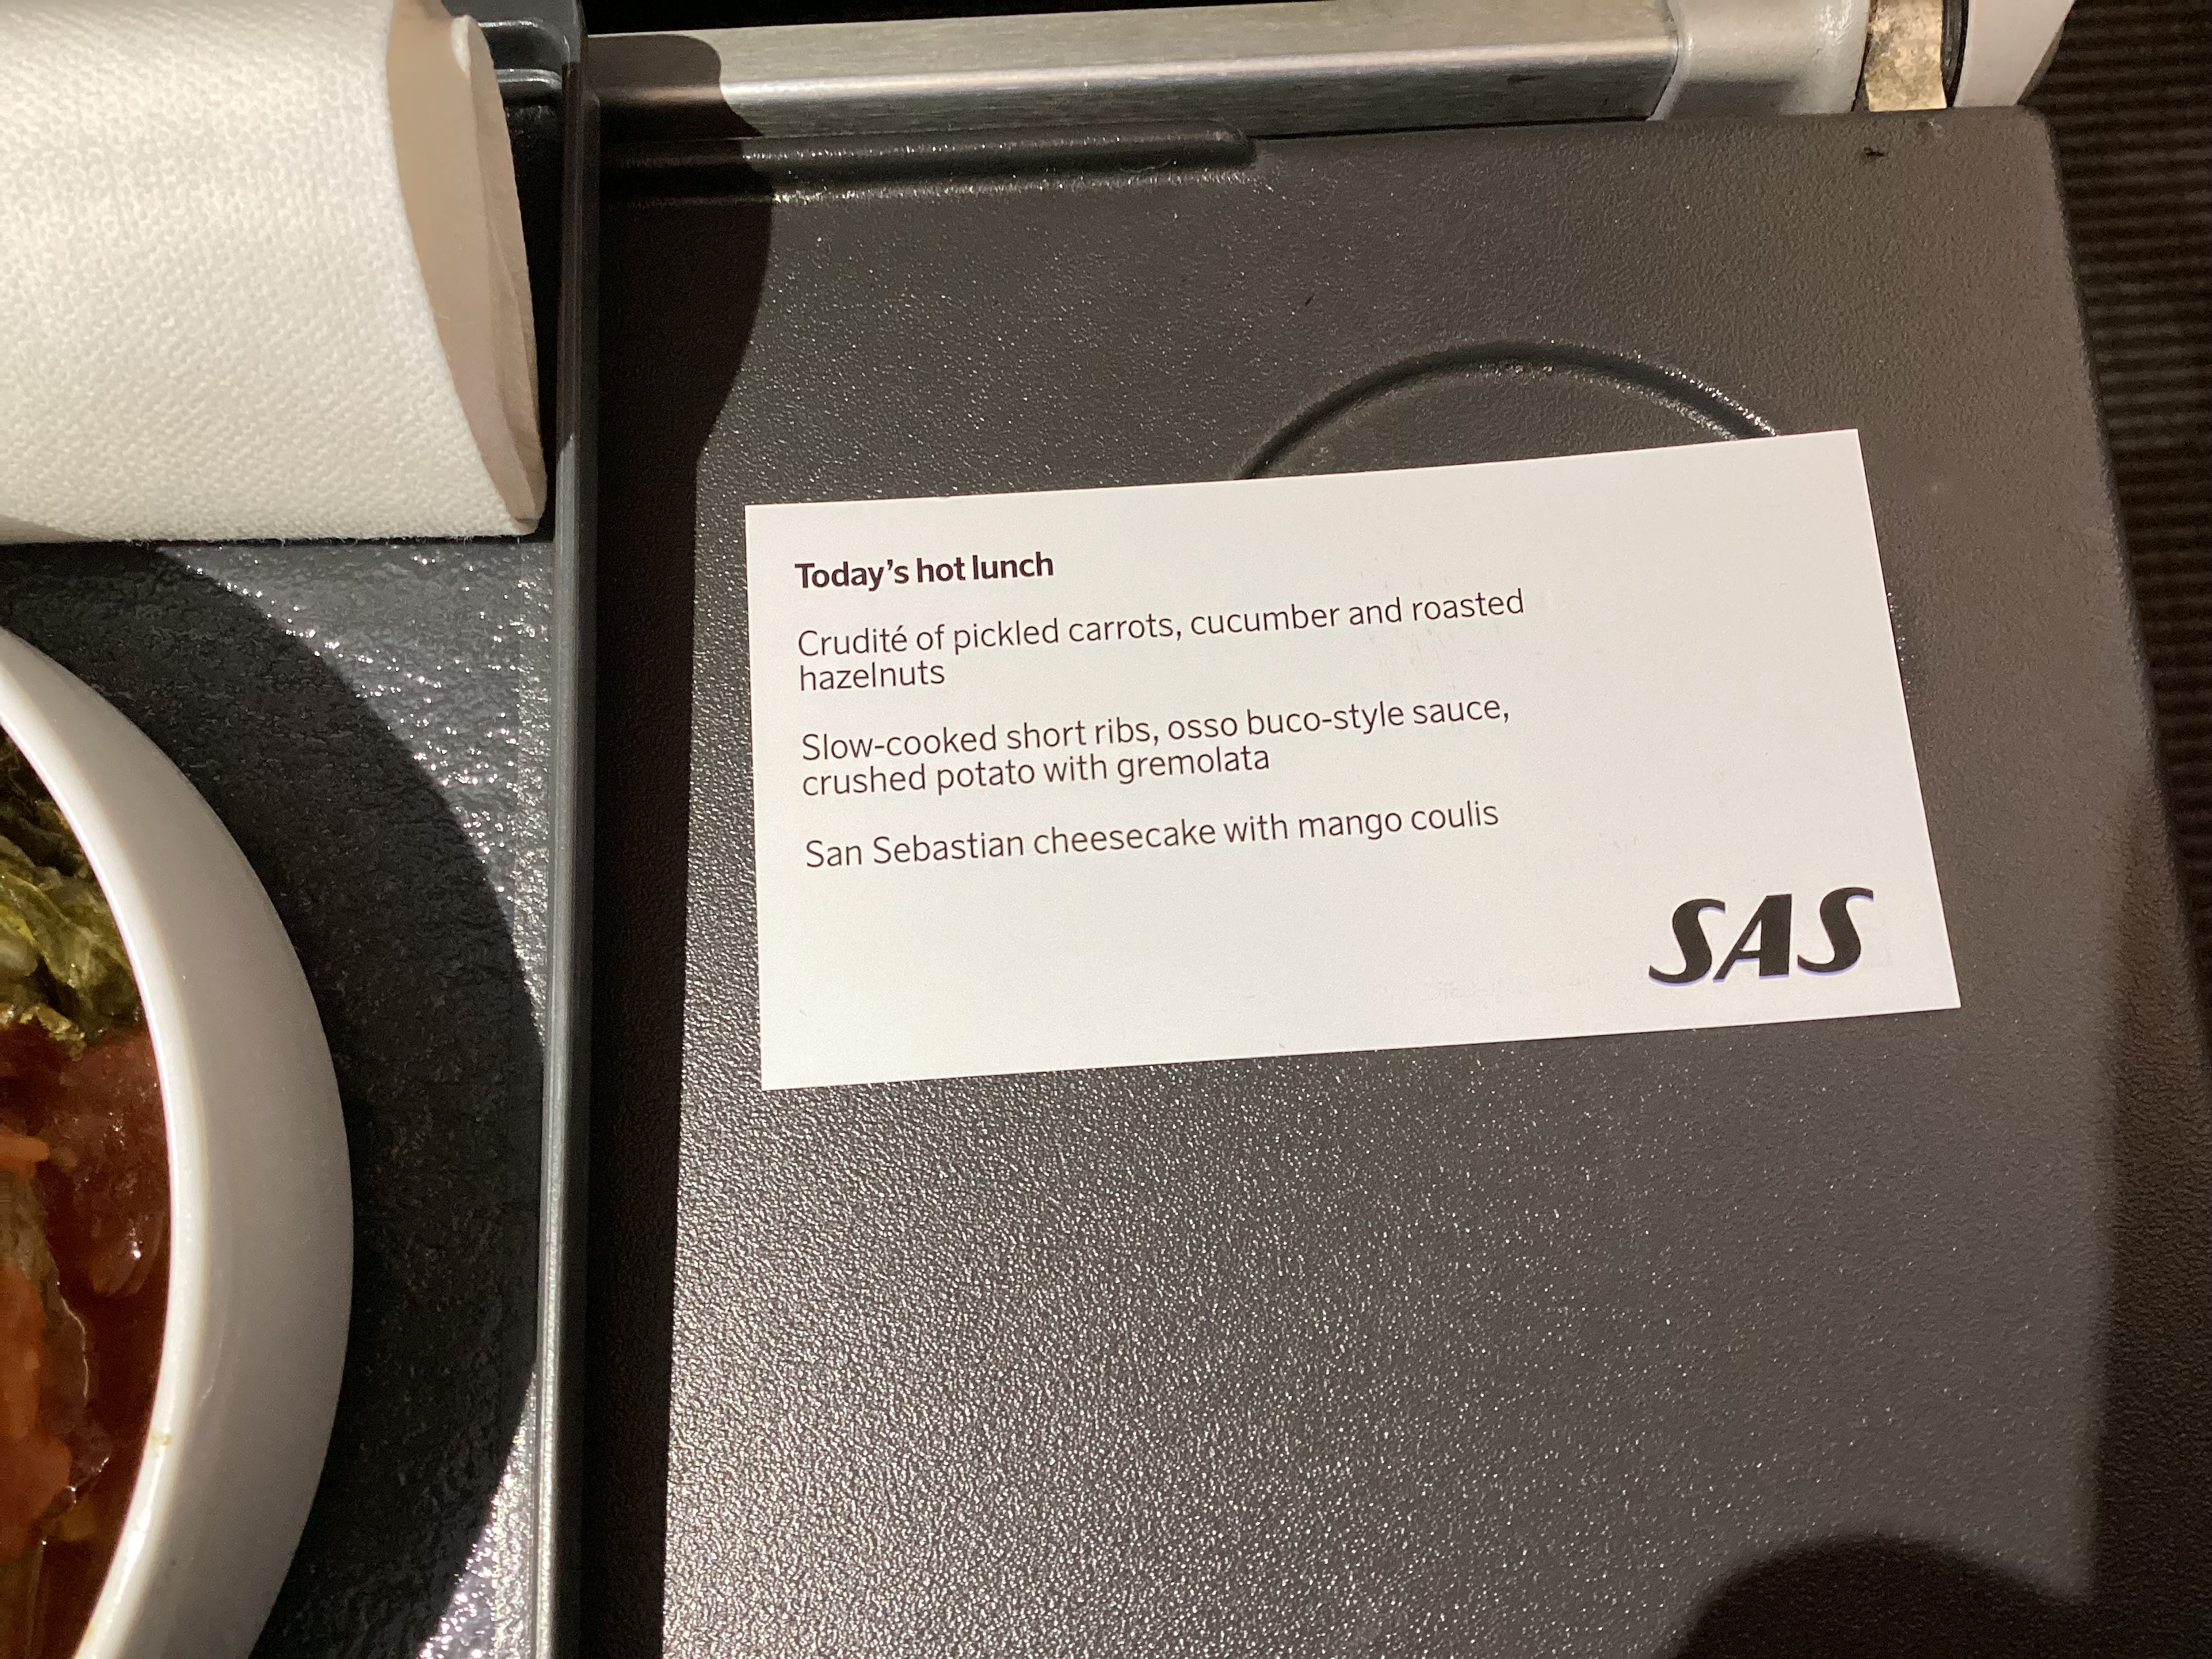 Today's hot lunch
Crudité of pickled carrots, cucumber and roasted
hazelnuts
Slow-cooked short ribs, osso buco-style sauce,
crushed potato with gremolata
San Sebastian cheesecake with mango coulis
SAS